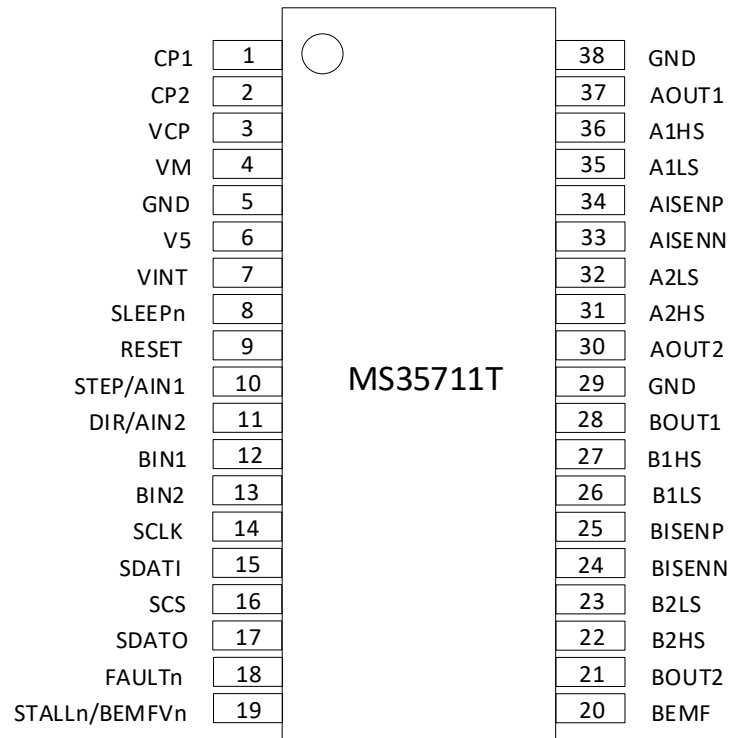 CP1 1 38 GND
CP2 2 37 AOUT1
VCP 3 36 A1HS
VM 4 35 A1LS
GND 5 34 AISENP
V5 6 33 AISENN
VINT 7 32 A2LS
SLEEPn 8 31 A2HS
RESET 9 30 AOUT2
STEP/AIN1 10 MS35711T 29 GND
DIR/AIN2 11 28 BOUT1
BIN1 12 27 B1HS
BIN2 13 26 B1LS
SCLK 14 25 BISENP
SDATI 15 24 BISENN
SCS 16 23 B2LS
SDATO 17 22 B2HS
FAULTn 18 21 BOUT2
STALLn/BEMFVn 19 20 BEMF